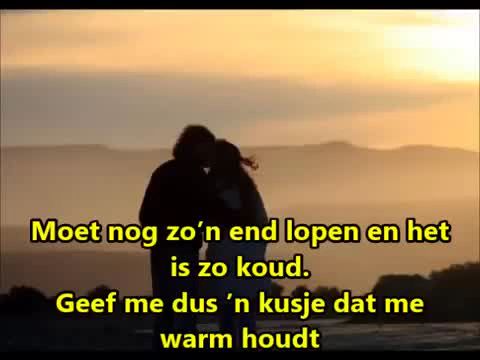 Moet nog zo’n end lopen en het
is zo koud.
Geef me dus ’n kusje dat me
warm houdt